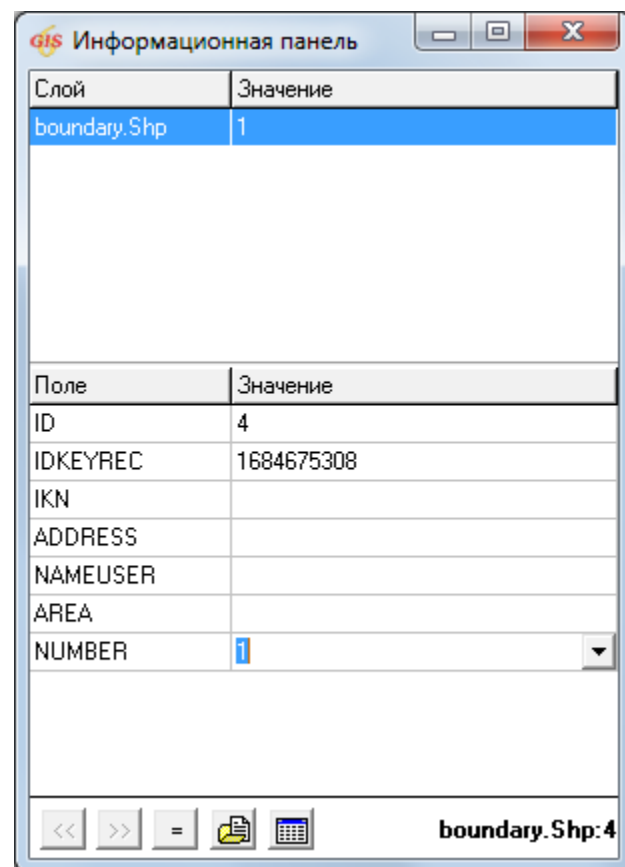 GIS Информационная панель
Слой Значение
boundary.Shp 1
Поле Значение
ID 4
IDKEYREC 1684675308
IKN
ADDRESS
NAMEUSER
AREA
NUMBER 1
<< >> = boundary.Shp:4